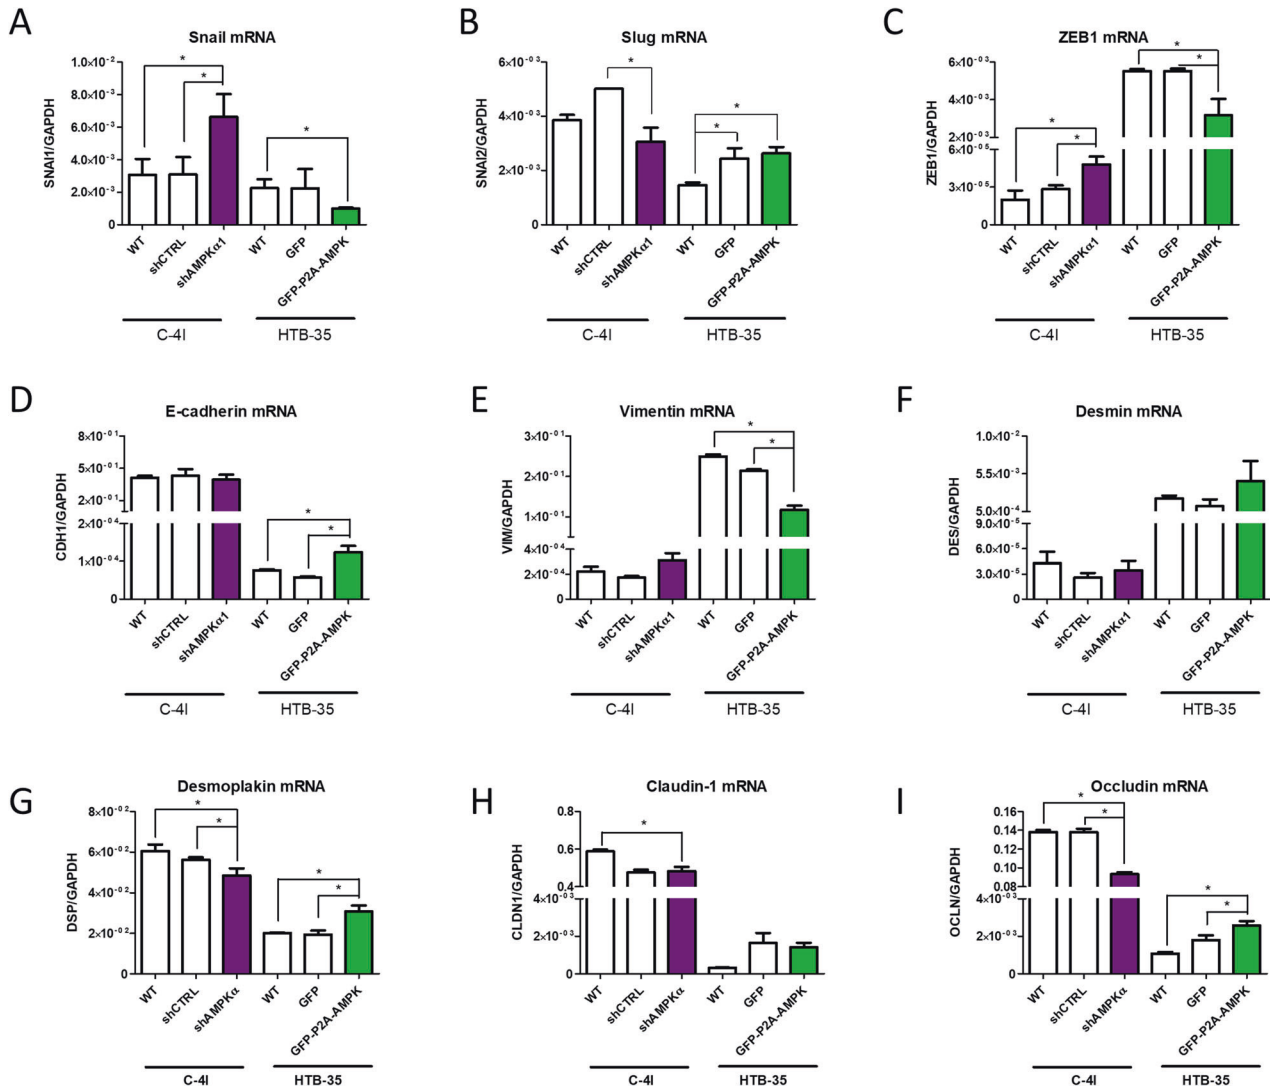 A
Snail mRNA
SNAI1/GAPDH
1.0×10⁻²
8.0×10⁻³
6.0×10⁻³
4.0×10⁻³
2.0×10⁻³
0
* * *
WT
shCTRL
shAMPKα1
WT
GFP
GFP-P2A-AMPK
C-4I
HTB-35
B
Slug mRNA
SNAI2/GAPDH
6×10⁻⁰³
4×10⁻⁰³
2×10⁻⁰³
0
* * *
WT
shCTRL
shAMPKα1
WT
GFP
GFP-P2A-AMPK
C-4I
HTB-35
C
ZEB1 mRNA
ZEB1/GAPDH
6×10⁻⁰³
4×10⁻⁰³
2×10⁻⁰³
6×10⁻⁰⁵
3×10⁻⁰⁵
0
* * * *
WT
shCTRL
shAMPKα1
WT
GFP
GFP-P2A-AMPK
C-4I
HTB-35
D
E-cadherin mRNA
CDH1/GAPDH
8×10⁻⁰¹
5×10⁻⁰¹
2×10⁻⁰¹
2×10⁻⁰⁴
1×10⁻⁰⁴
0
* *
WT
shCTRL
shAMPKα1
WT
GFP
GFP-P2A-AMPK
C-4I
HTB-35
E
Vimentin mRNA
VIM/GAPDH
3×10⁻⁰¹
2×10⁻⁰¹
1×10⁻⁰¹
4×10⁻⁰⁴
2×10⁻⁰⁴
0
* *
WT
shCTRL
shAMPKα1
WT
GFP
GFP-P2A-AMPK
C-4I
HTB-35
F
Desmin mRNA
DES/GAPDH
1.0×10⁻²
5.5×10⁻³
5.0×10⁻⁴
9.0×10⁻⁵
6.0×10⁻⁵
3.0×10⁻⁵
0
WT
shCTRL
shAMPKα1
WT
GFP
GFP-P2A-AMPK
C-4I
HTB-35
G
Desmoplakin mRNA
DSP/GAPDH
8×10⁻⁰²
6×10⁻⁰²
4×10⁻⁰²
2×10⁻⁰²
0
* * * *
WT
shCTRL
shAMPKα
WT
GFP
GFP-P2A-AMPK
C-4I
HTB-35
H
Claudin-1 mRNA
CLDN1/GAPDH
0.8
0.6
0.4
4×10⁻⁰³
2×10⁻⁰³
0
*
WT
shCTRL
shAMPKα
WT
GFP
GFP-P2A-AMPK
C-4I
HTB-35
I
Occludin mRNA
OCLN/GAPDH
0.16
0.14
0.12
0.10
0.08
4×10⁻⁰³
2×10⁻⁰³
0
* * * *
WT
shCTRL
shAMPKα
WT
GFP
GFP-P2A-AMPK
C-4I
HTB-35